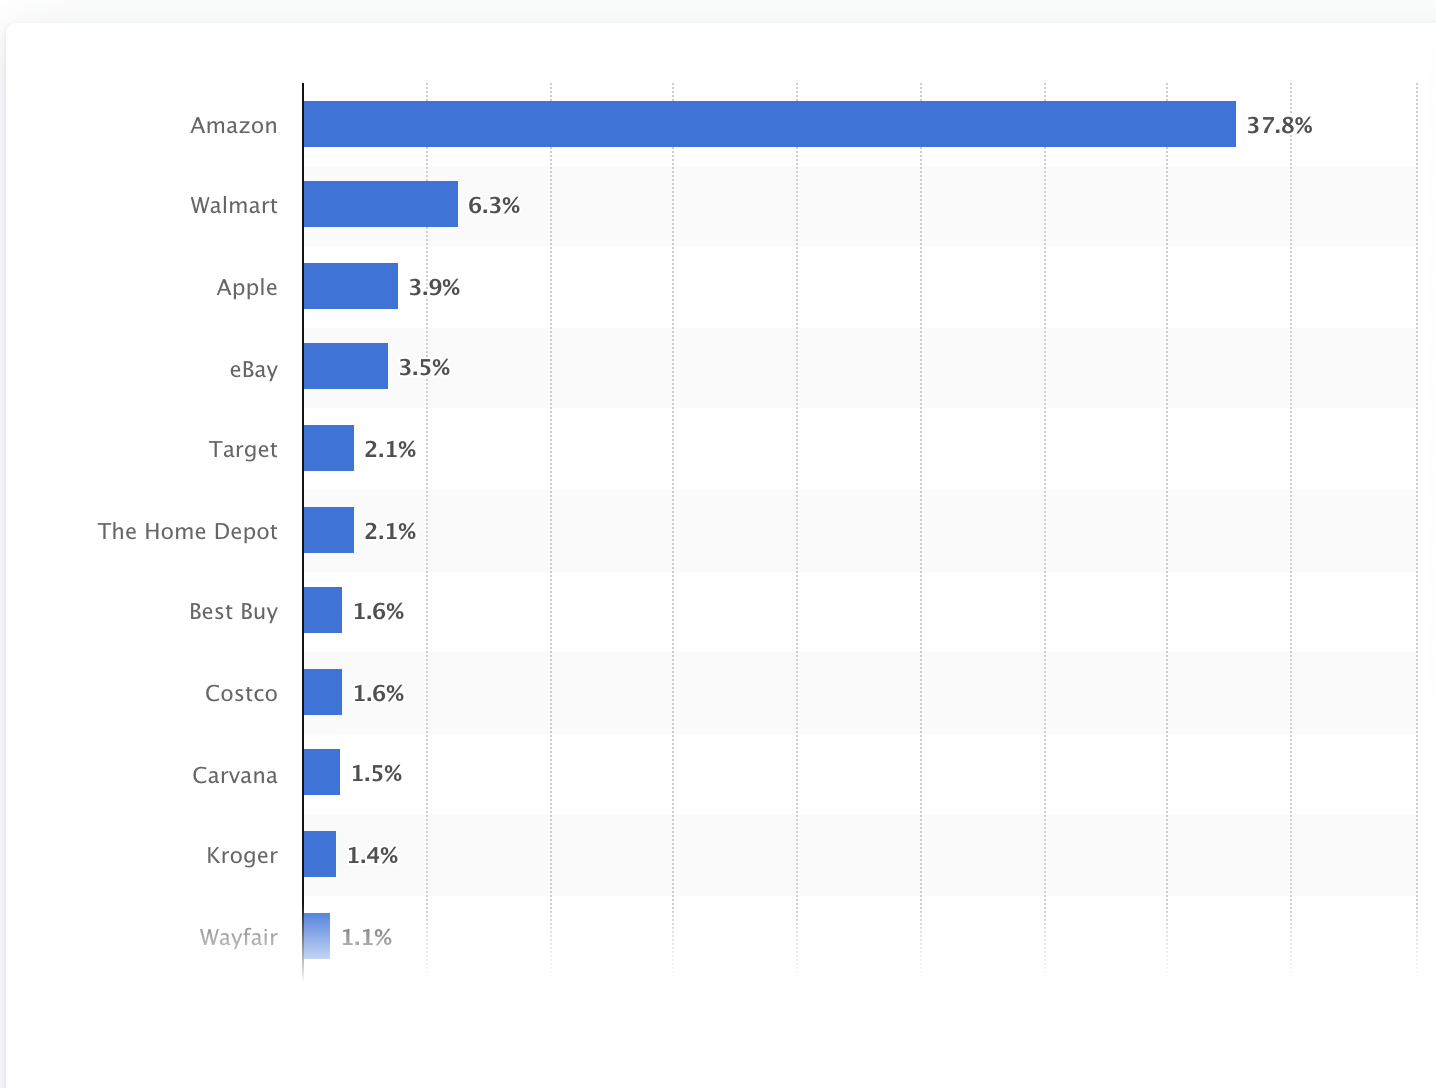 Amazon 37.8%
Walmart 6.3%
Apple 3.9%
eBay 3.5%
Target 2.1%
The Home Depot 2.1%
Best Buy 1.6%
Costco 1.6%
Carvana 1.5%
Kroger 1.4%
Wayfair 1.1%